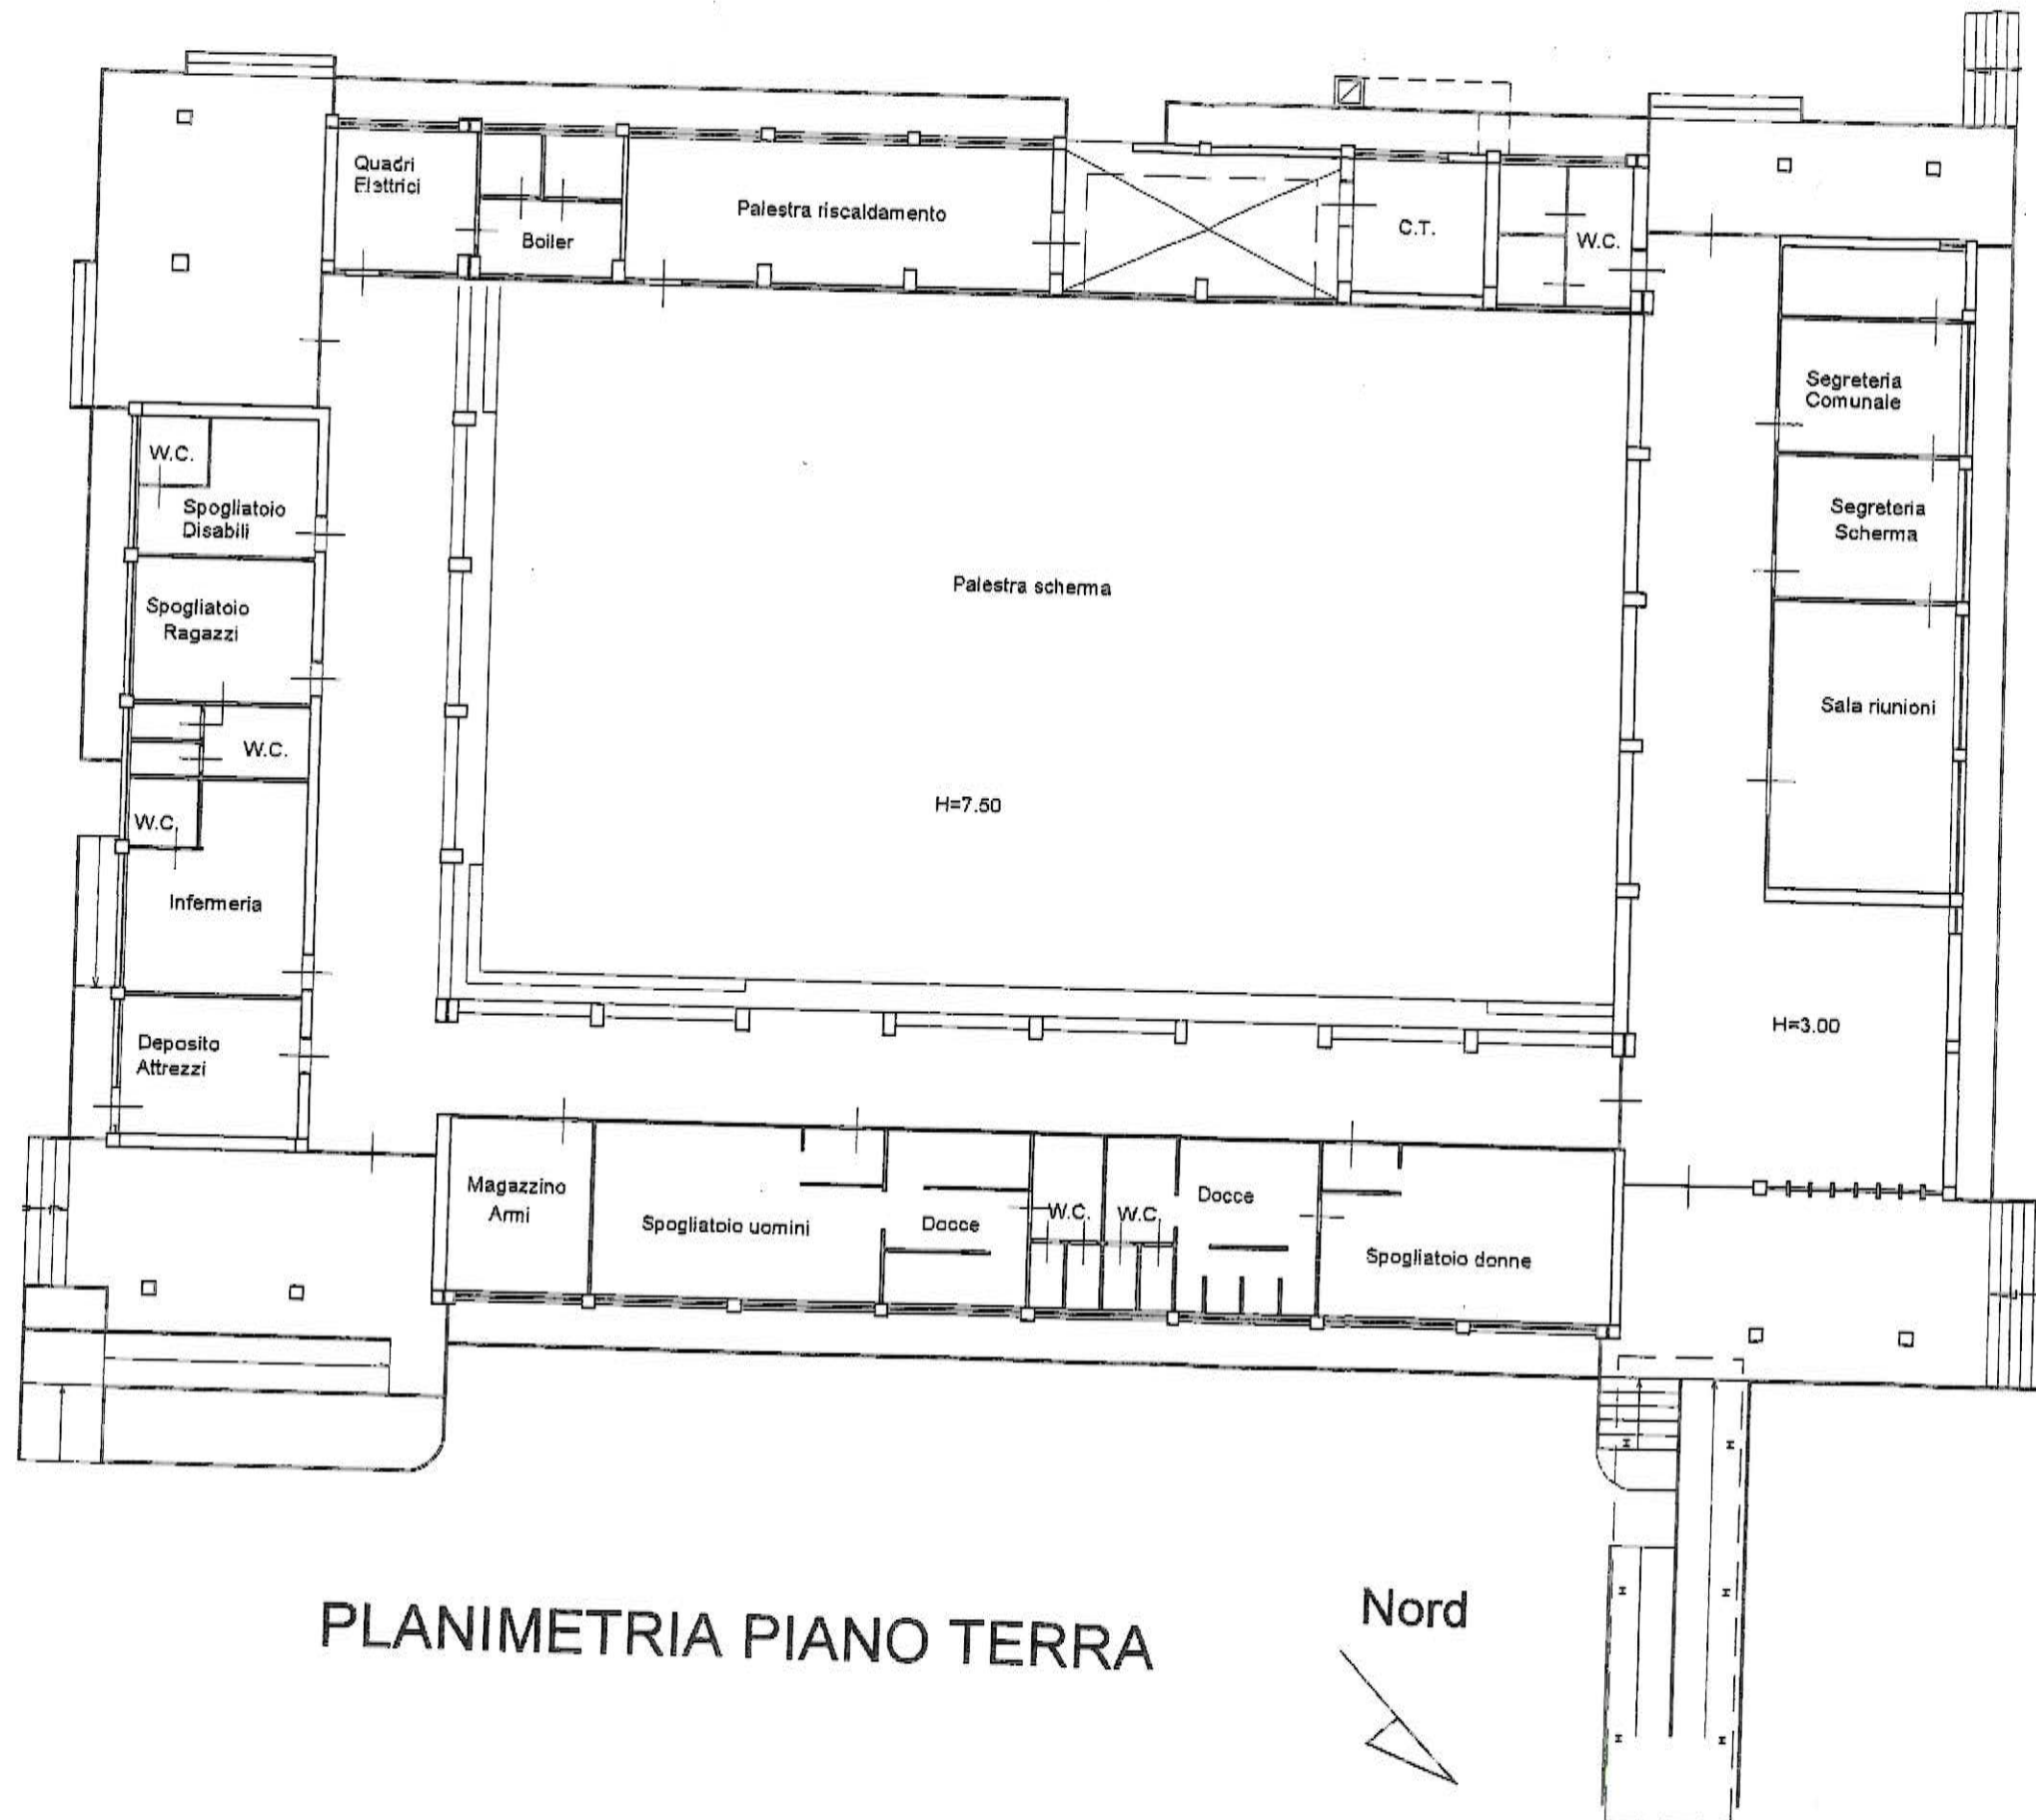 Quadri
Elettrici
Boiler
Palestra riscaldamento
C.T.
W.C.
Segreteria
Comunale
W.C.
Spogliatoio
Disabili
Segreteria
Scherma
Palestra scherma
Spogliatoio
Ragazzi
Sala riunioni
W.C.
H=7.50
W.C.
Infermeria
H=3.00
Deposito
Attrezzi
Magazzino
Armi
Spogliatoio uomini
Docce
W.C.
W.C.
Docce
Spogliatoio donne
H
H
H
H
H
H
PLANIMETRIA PIANO TERRA
Nord